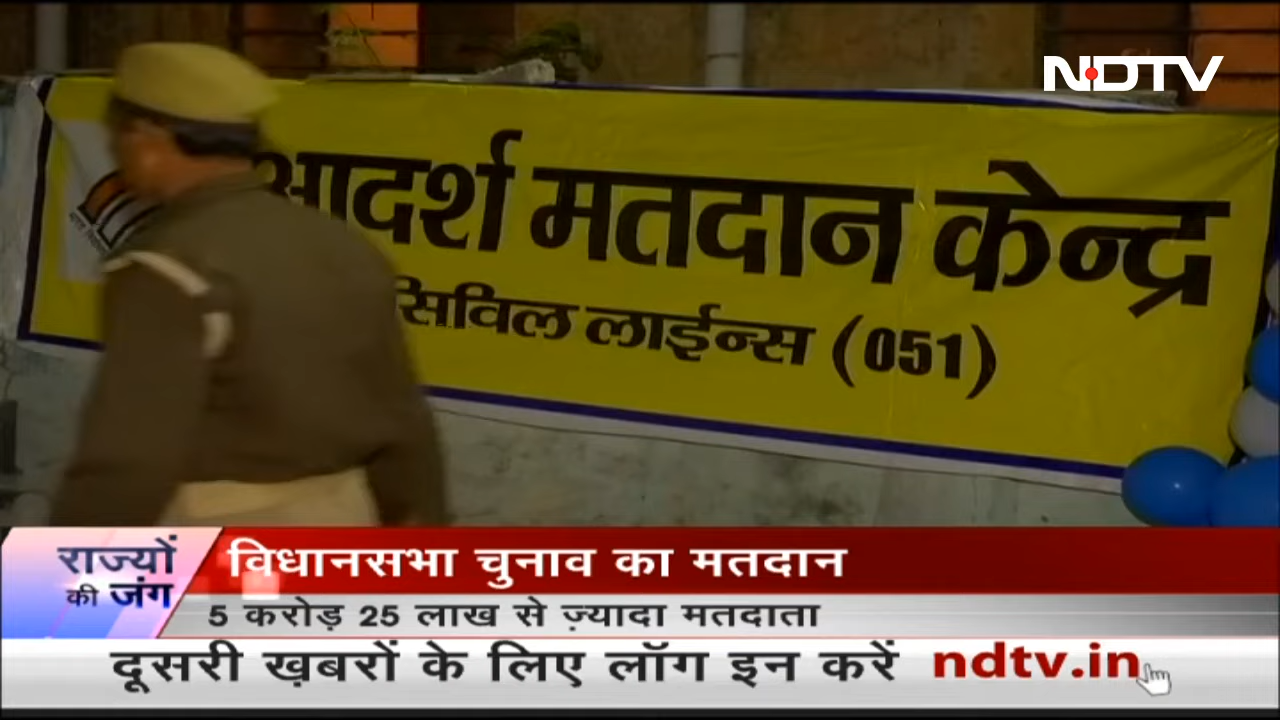 NDTV
आदर्श मतदान केन्द्र
सिविल लाईन्स (051)
राज्यों
की जंग
विधानसभा चुनाव का मतदान
5 करोड़ 25 लाख से ज़्यादा मतदाता
दूसरी ख़बरों के लिए लॉग इन करें ndtv.in